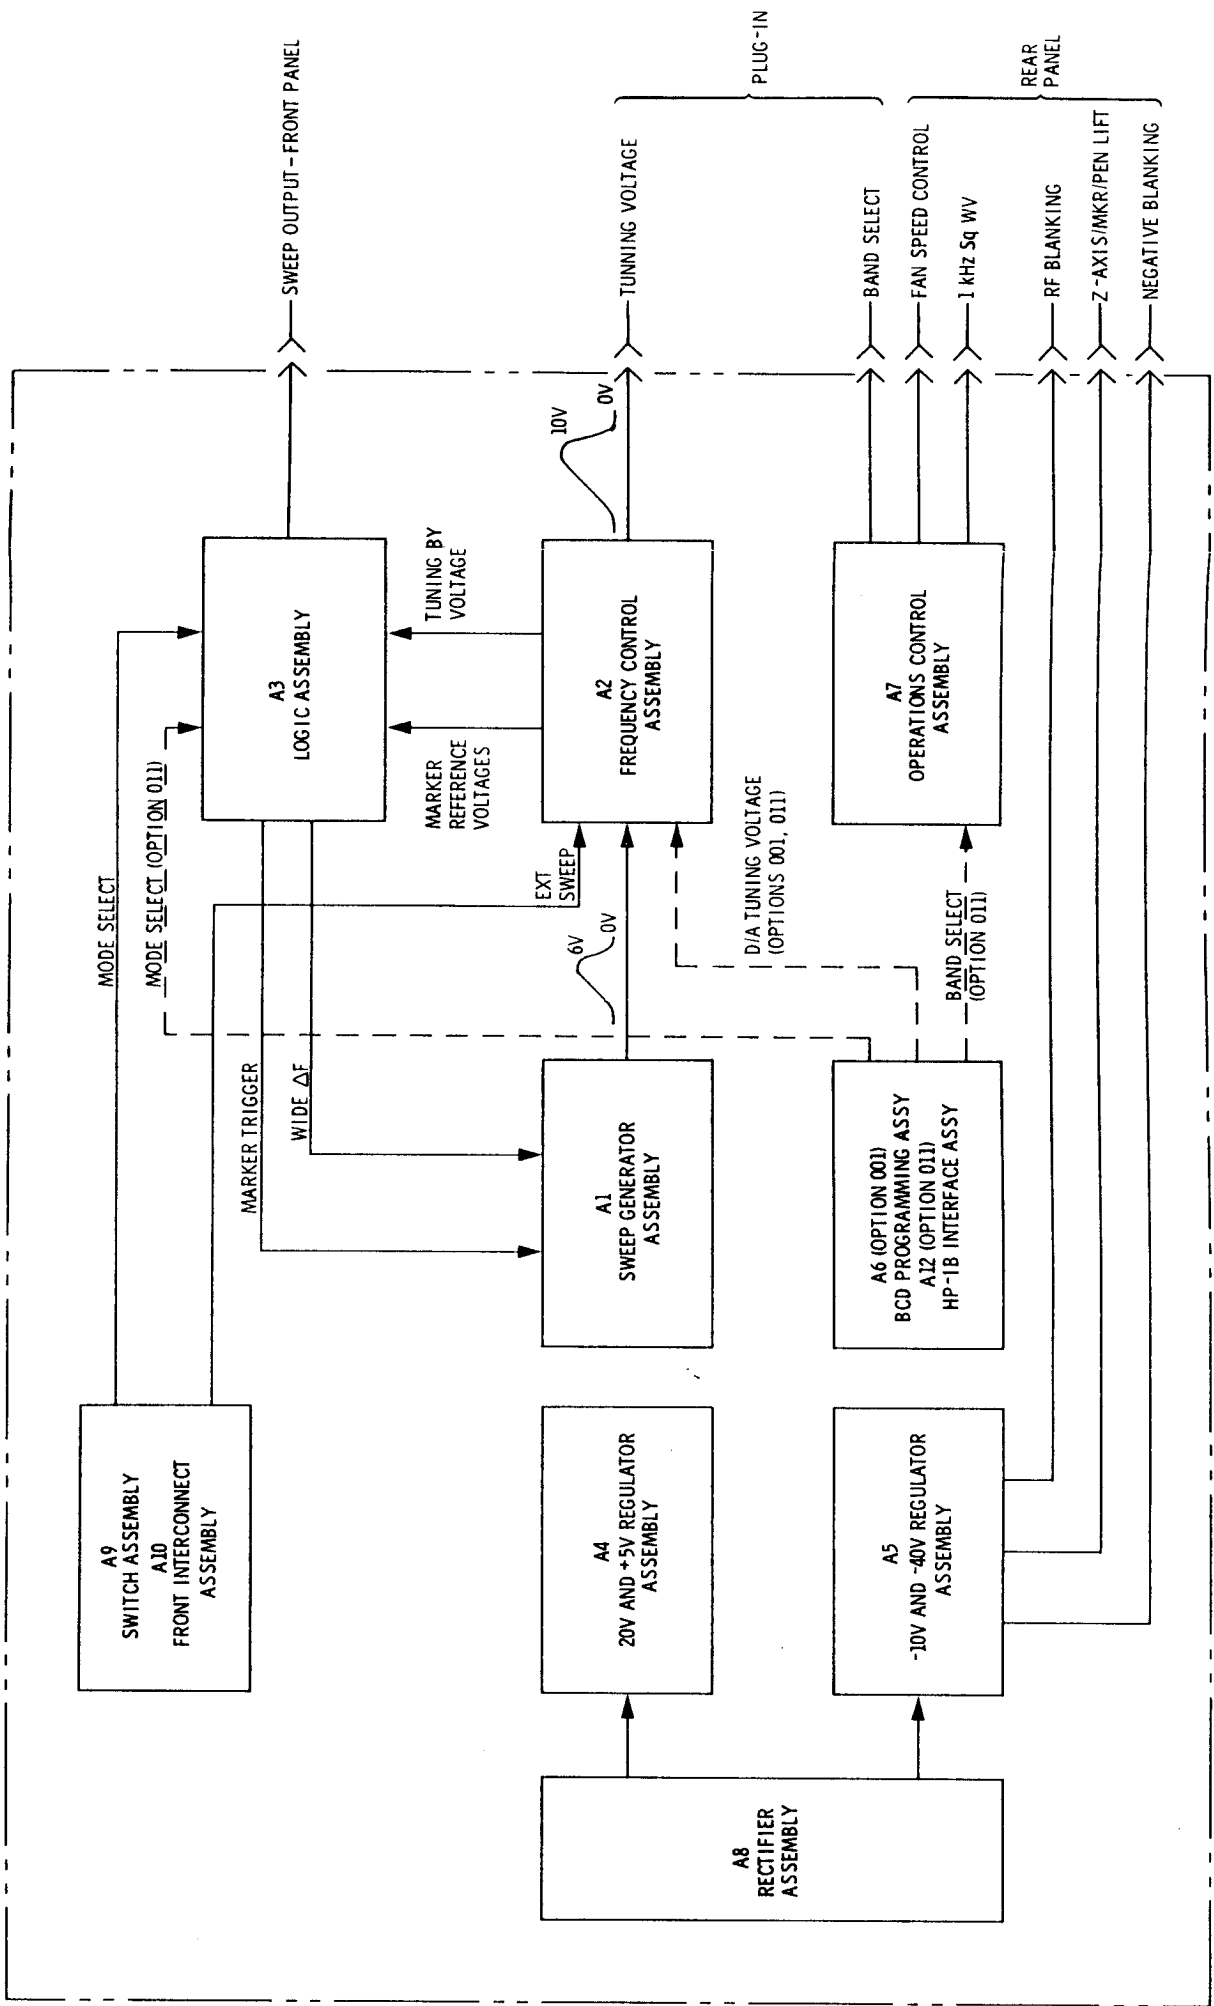 A9
SWITCH ASSEMBLY
A10
FRONT INTERCONNECT
ASSEMBLY
MODE SELECT
MODE SELECT (OPTION 011)
MARKER TRIGGER
WIDE ΔF
A3
LOGIC ASSEMBLY
SWEEP OUTPUT-FRONT PANEL
EXT
SWEEP
MARKER
REFERENCE
VOLTAGES
TUNING BY
VOLTAGE
A8
RECTIFIER
ASSEMBLY
A4
20V AND +5V REGULATOR
ASSEMBLY
A1
SWEEP GENERATOR
ASSEMBLY
6V
0V
A2
FREQUENCY CONTROL
ASSEMBLY
10V
0V
TUNNING VOLTAGE
PLUG-IN
D/A TUNING VOLTAGE
(OPTIONS 001, 011)
A5
-10V AND -40V REGULATOR
ASSEMBLY
A6 (OPTION 001)
BCD PROGRAMMING ASSY
A12 (OPTION 011)
HP-1B INTERFACE ASSY
BAND SELECT
(OPTION 011)
A7
OPERATIONS CONTROL
ASSEMBLY
BAND SELECT
FAN SPEED CONTROL
1 kHz Sq WV
RF BLANKING
Z-AXIS/MKR/PEN LIFT
NEGATIVE BLANKING
REAR
PANEL